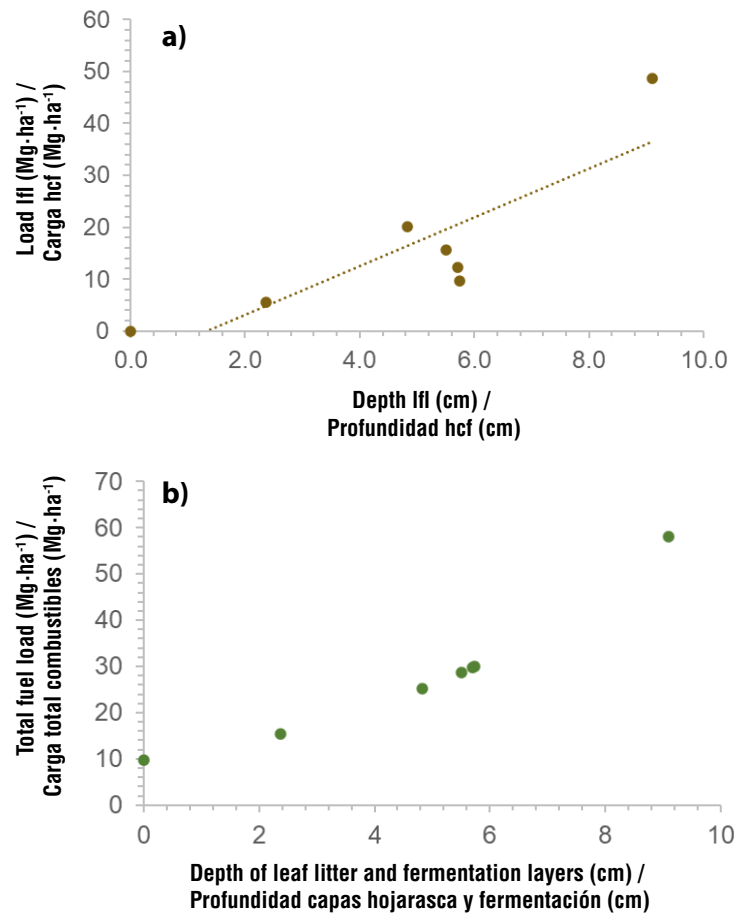 a)
Load lfl (Mg·ha⁻¹) /
Carga hcf (Mg·ha⁻¹)
60
50
40
30
20
10
0
0.0 2.0 4.0 6.0 8.0 10.0
Depth lfl (cm) /
Profundidad hcf (cm)
b)
Total fuel load (Mg·ha⁻¹) /
Carga total combustibles (Mg·ha⁻¹)
70
60
50
40
30
20
10
0
0 2 4 6 8 10
Depth of leaf litter and fermentation layers (cm) /
Profundidad capas hojarasca y fermentación (cm)